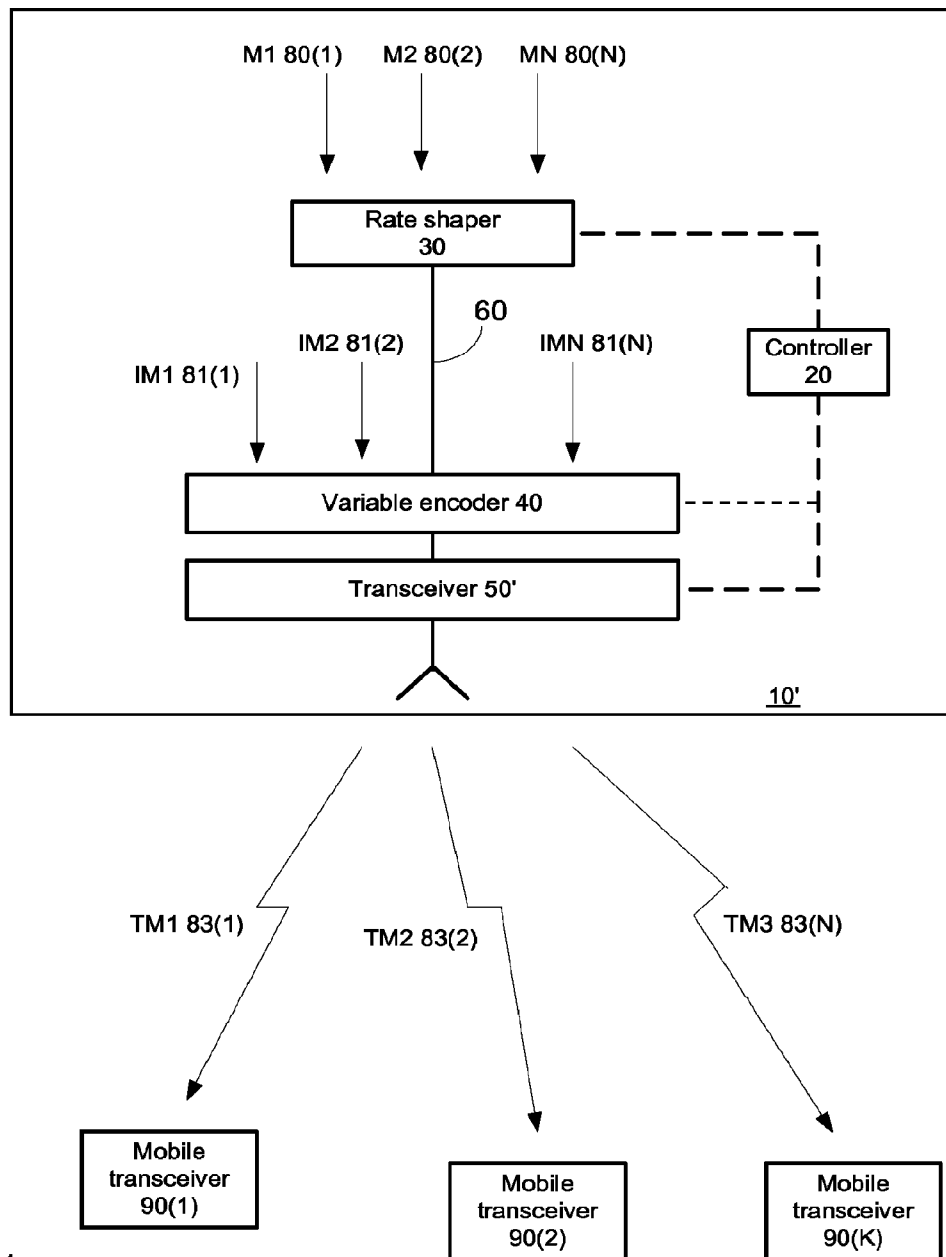 M1 80(1) M2 80(2) MN 80(N)
Rate shaper
30
60
IM2 81(2)
IMN 81(N)
Controller
20
IM1 81(1)
Variable encoder 40
Transceiver 50'
10'
TM1 83(1)
TM2 83(2)
TM3 83(N)
Mobile
transceiver
90(1)
Mobile
transceiver
90(2)
Mobile
transceiver
90(K)